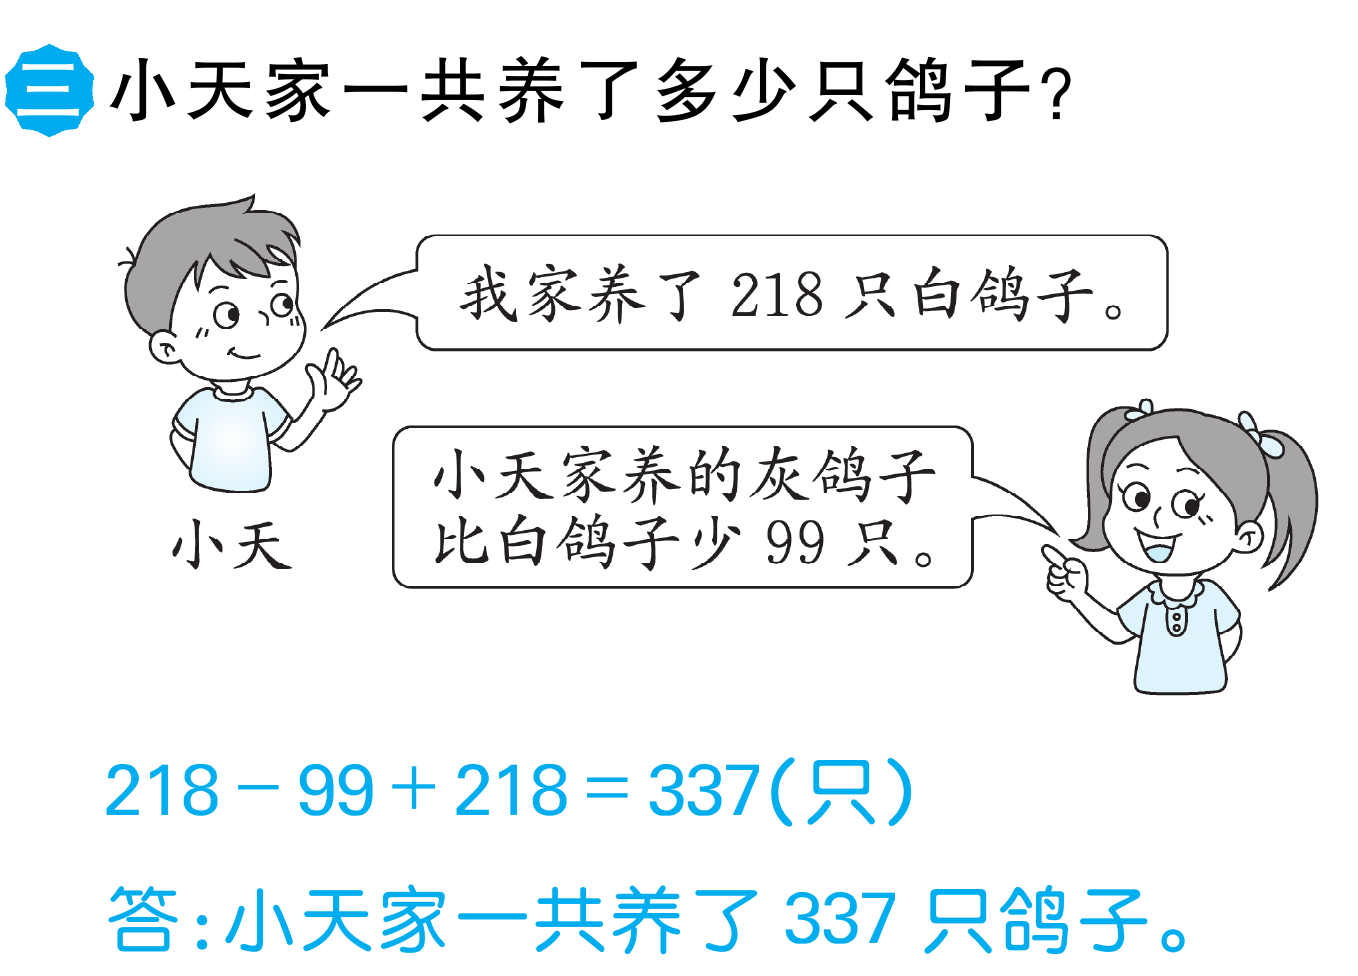 三 小天家一共养了多少只鸽子?
我家养了 218 只白鸽子。
小天家养的灰鸽子
比白鸽子少 99 只。
小天
218－99＋218＝337(只)
答:小天家一共养了 337 只鸽子。